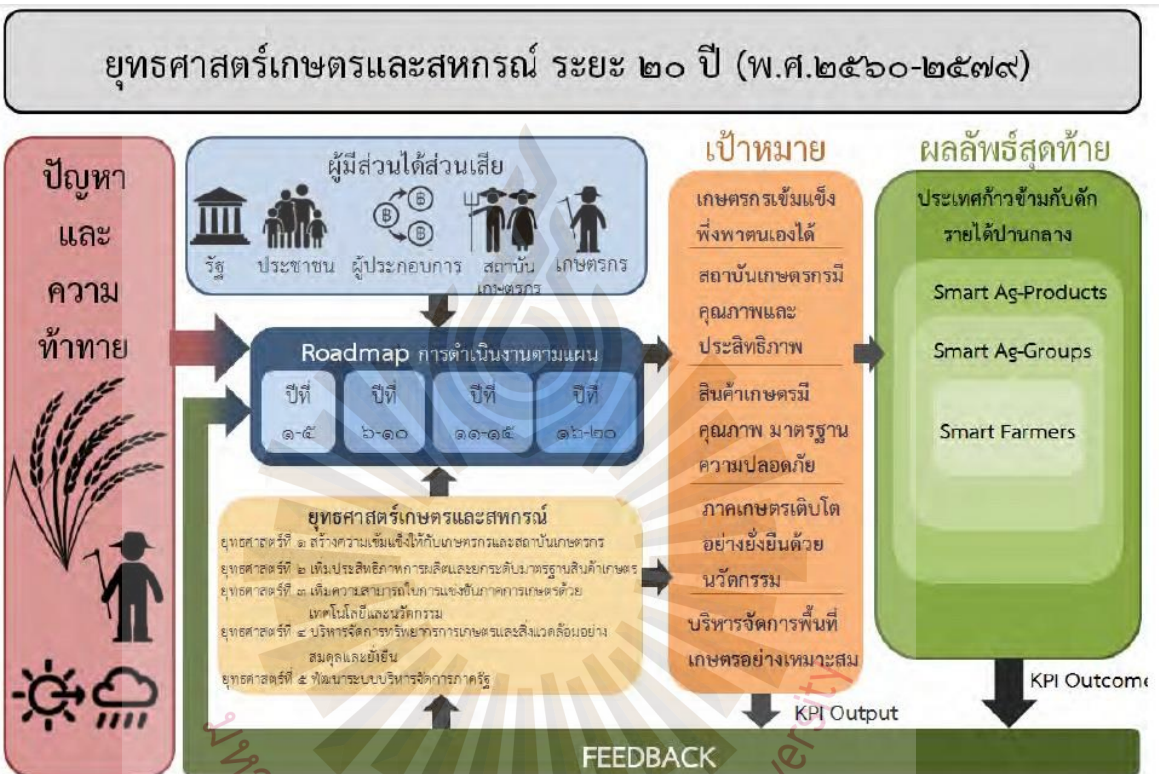 ยุทธศาสตร์เกษตรและสหกรณ์ ระยะ ๒๐ ปี (พ.ศ.๒๕๖๐-๒๕๗๙)
ปัญหา
และ
ความ
ท้าทาย
ผู้มีส่วนได้ส่วนเสีย
รัฐ
ประชาชน
ผู้ประกอบการ
สถาบัน
เกษตรกร
เกษตรกร
Roadmap การดำเนินงานตามแผน
ปีที่
๑-๕
ปีที่
๖-๑๐
ปีที่
๑๑-๑๕
ปีที่
๑๖-๒๐
ยุทธศาสตร์เกษตรและสหกรณ์
ยุทธศาสตร์ที่ ๑ สร้างความเข้มแข็งให้กับเกษตรกรและสถาบันเกษตรกร
ยุทธศาสตร์ที่ ๒ เพิ่มประสิทธิภาพการผลิตและยกระดับมาตรฐานสินค้าเกษตร
ยุทธศาสตร์ที่ ๓ เพิ่มความสามารถในการแข่งขันภาคการเกษตรด้วย
เทคโนโลยีและนวัตกรรม
ยุทธศาสตร์ที่ ๔ บริหารจัดการทรัพยากรการเกษตรและสิ่งแวดล้อมอย่าง
สมดุลและยั่งยืน
ยุทธศาสตร์ที่ ๕ พัฒนาระบบบริหารจัดการภาครัฐ
เป้าหมาย
เกษตรกรเข้มแข็ง
พึ่งพาตนเองได้
สถาบันเกษตรกรมี
คุณภาพและ
ประสิทธิภาพ
สินค้าเกษตรมี
คุณภาพ มาตรฐาน
ความปลอดภัย
ภาคเกษตรเติบโต
อย่างยั่งยืนด้วย
นวัตกรรม
บริหารจัดการพื้นที่
เกษตรอย่างเหมาะสม
ผลลัพธ์สุดท้าย
ประเทศก้าวข้ามกับดัก
รายได้ปานกลาง
Smart Ag-Products
Smart Ag-Groups
Smart Farmers
KPI Output
KPI Outcome
FEEDBACK